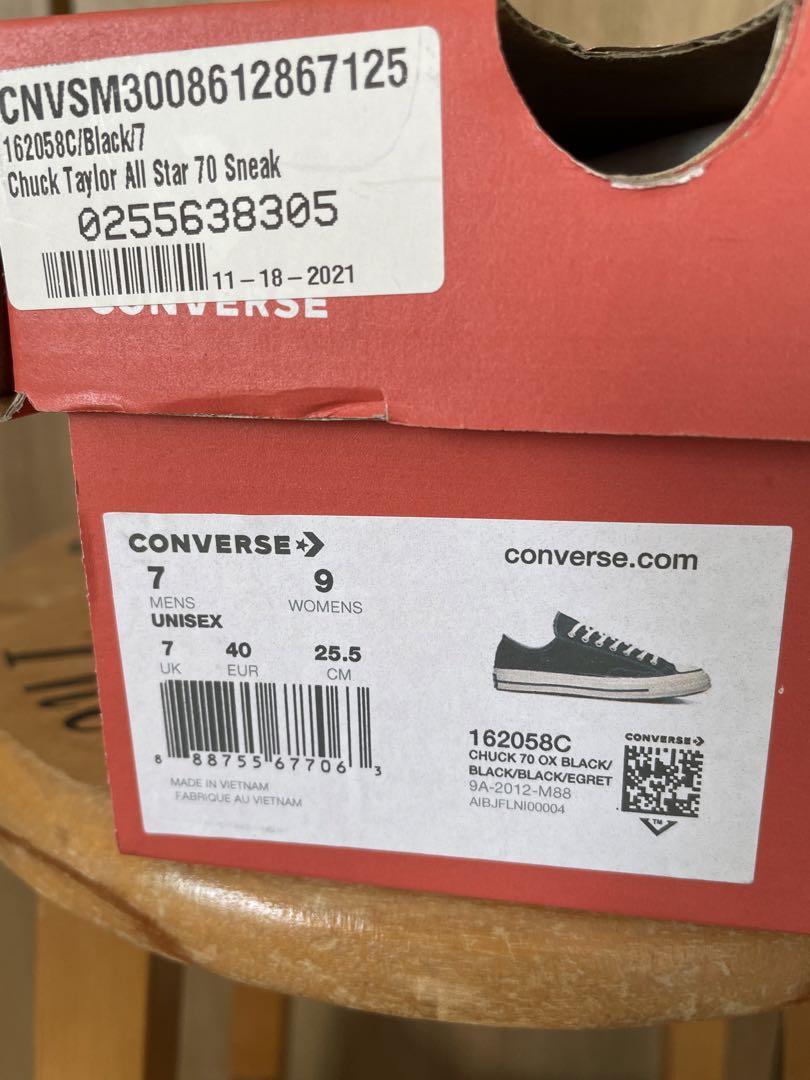 CNVSM3008612867125
162058C/Black/7
Chuck Taylor All Star 70 Sneak
0255638305
11-18-2021
CONVERSE
CONVERSE
converse.com
7
MENS
9
WOMENS
UNISEX
7
UK
40
EUR
25.5
CM
8 88755 67706 3
MADE IN VIETNAM
FABRIQUE AU VIETNAM
162058C
CHUCK 70 OX BLACK/
BLACK/BLACK/EGRET
9A-2012-M88
AIBJFLNI00004
CONVERSE
TM